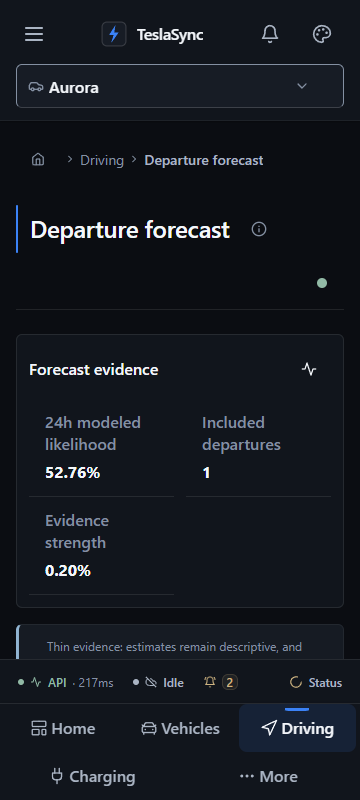 TeslaSync
Aurora
Driving
Departure forecast
Departure forecast
Forecast evidence
24h modeled likelihood
52.76%
Included departures
1
Evidence strength
0.20%
Thin evidence: estimates remain descriptive, and
API · 217ms
Idle
2
Status
Home
Vehicles
Driving
Charging
More